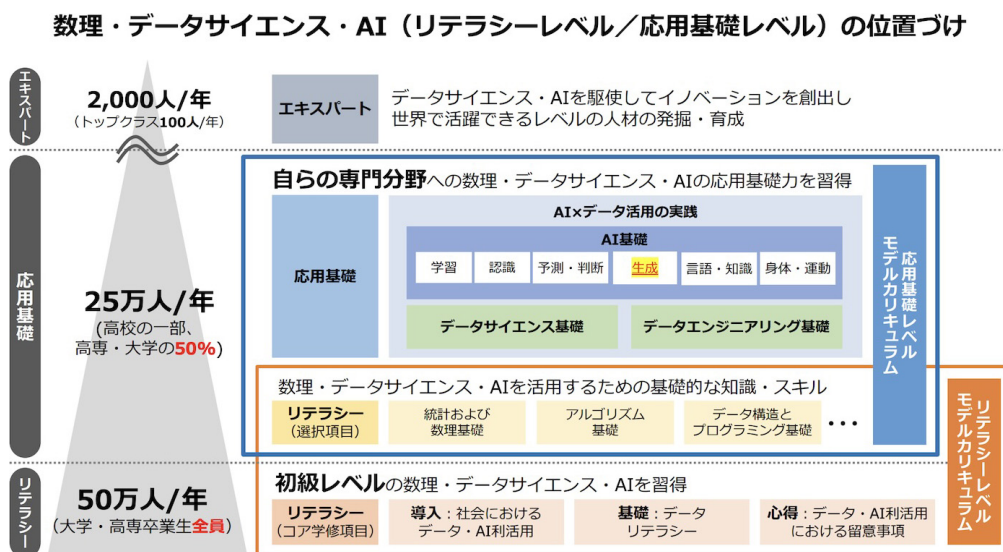 数理・データサイエンス・AI（リテラシーレベル／応用基礎レベル）の位置づけ
エキスパート
2,000人/年
（トップクラス100人/年）
エキスパート
データサイエンス・AIを駆使してイノベーションを創出し
世界で活躍できるレベルの人材の発掘・育成
応用基礎
25万人/年
(高校の一部、
高専・大学の50%)
自らの専門分野への数理・データサイエンス・AIの応用基礎力を習得
応用基礎
AI×データ活用の実践
AI基礎
学習
認識
予測・判断
生成
言語・知識
身体・運動
データサイエンス基礎
データエンジニアリング基礎
応用基礎レベル
モデルカリキュラム
数理・データサイエンス・AIを活用するための基礎的な知識・スキル
リテラシー
（選択項目）
統計および
数理基礎
アルゴリズム
基礎
データ構造と
プログラミング基礎
・・・
リテラシーレベル
モデルカリキュラム
リテラシー
50万人/年
（大学・高専卒業生全員）
初級レベルの数理・データサイエンス・AIを習得
リテラシー
（コア学修項目）
導入：社会における
データ・AI利活用
基礎：データ
リテラシー
心得：データ・AI利活用
における留意事項